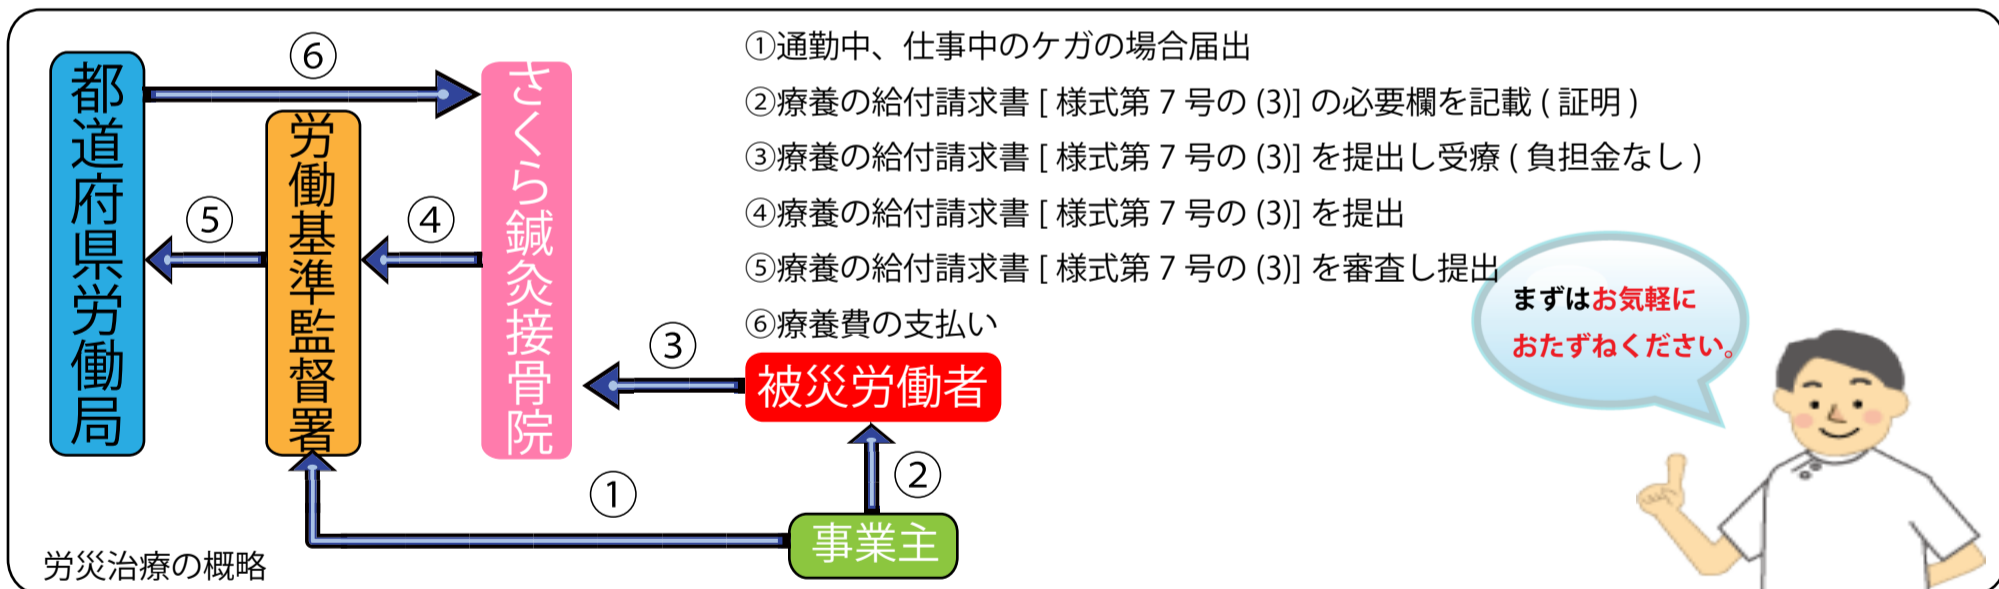 ⑥
都道府県労働局
⑤
労働基準監督署
④
さくら鍼灸接骨院
①通勤中、仕事中のケガの場合届出
②療養の給付請求書 [ 様式第 7 号の (3)] の必要欄を記載 ( 証明 )
③療養の給付請求書 [ 様式第 7 号の (3)] を提出し受療 ( 負担金なし )
④療養の給付請求書 [ 様式第 7 号の (3)] を提出
⑤療養の給付請求書 [ 様式第 7 号の (3)] を審査し提出
⑥療養費の支払い
まずはお気軽に
おたずねください。
③
被災労働者
②
①
事業主
労災治療の概略